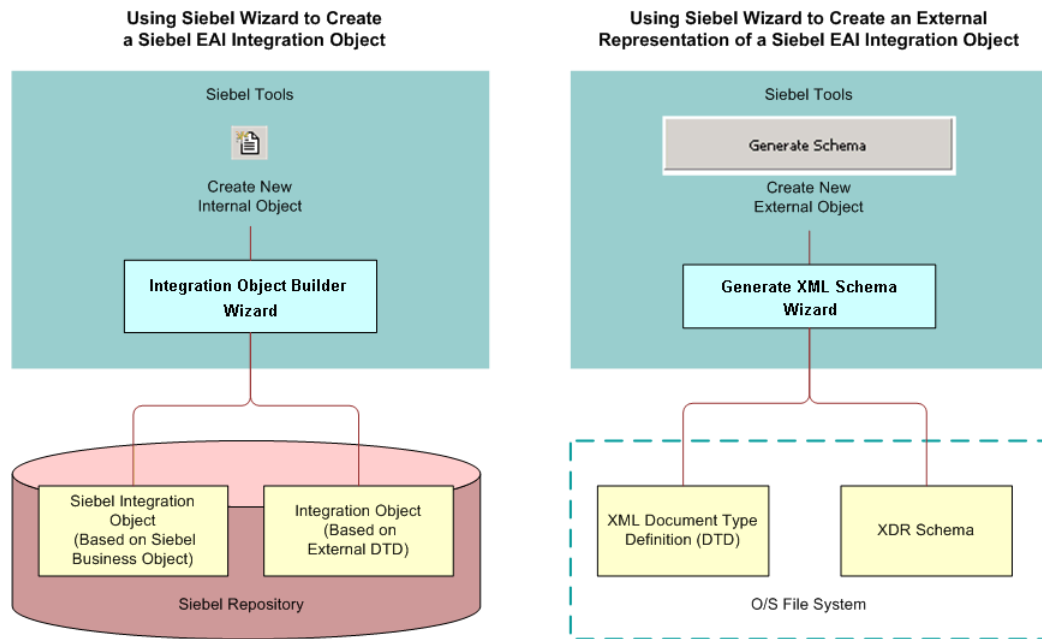 Using Siebel Wizard to Create
a Siebel EAI Integration Object
Siebel Tools
Create New
Internal Object
Integration Object Builder
Wizard
Siebel Integration
Object
(Based on Siebel
Business Object)
Integration Object
(Based on
External DTD)
Siebel Repository
Using Siebel Wizard to Create an External
Representation of a Siebel EAI Integration Object
Siebel Tools
Generate Schema
Create New
External Object
Generate XML Schema
Wizard
XML Document Type
Definition (DTD)
XDR Schema
O/S File System